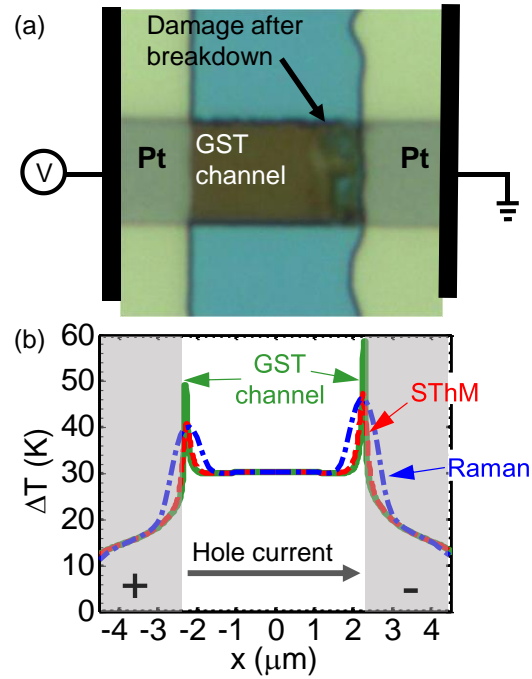 (a)
Damage after
breakdown
Pt
GST
channel
Pt
V
(b)
60
50
40
30
20
10
0
ΔT (K)
GST
channel
SThM
Raman
Hole current
+
-
-4 -3 -2 -1 0 1 2 3 4
x (μm)